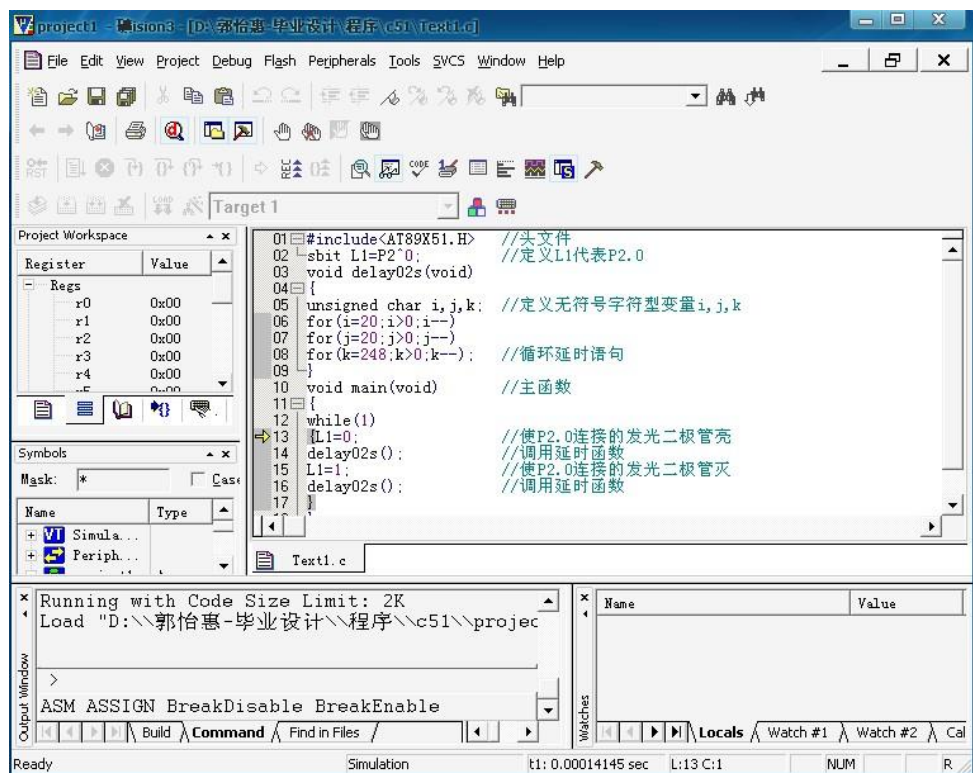 project1 - µVision3 - [D:\郭怡惠-毕业设计\程序\c51\Text1.c]
File Edit View Project Debug Flash Peripherals Tools SVCS Window Help
Target 1
Project Workspace
Register Value
Regs
r0 0x00
r1 0x00
r2 0x00
r3 0x00
r4 0x00
01 #include<AT89X51.H> //头文件
02 sbit L1=P2^0; //定义L1代表P2.0
03 void delay02s(void)
04 {
05 unsigned char i,j,k; //定义无符号字符型变量i,j,k
06 for(i=20;i>0;i--)
07 for(j=20;j>0;j--)
08 for(k=248;k>0;k--); //循环延时语句
09 }
10 void main(void) //主函数
11 {
12 while(1)
13 {L1=0; //使P2.0连接的发光二极管亮
14 delay02s(); //调用延时函数
15 L1=1; //使P2.0连接的发光二极管灭
16 delay02s(); //调用延时函数
17 }
Symbols
Mask: * Case
Name Type
VT Simula...
Periph...
Text1.c
Output Window
Running with Code Size Limit: 2K
Load "D:\\郭怡惠-毕业设计\\程序\\c51\\projec
>
ASM ASSIGN BreakDisable BreakEnable
Build Command Find in Files
Watches
Name Value
Locals Watch #1 Watch #2 Cal
Ready Simulation t1: 0.00014145 sec L:13 C:1 NUM R